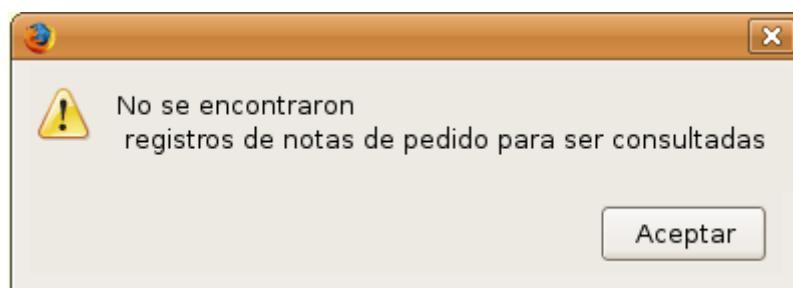 No se encontraron
registros de notas de pedido para ser consultadas
Aceptar